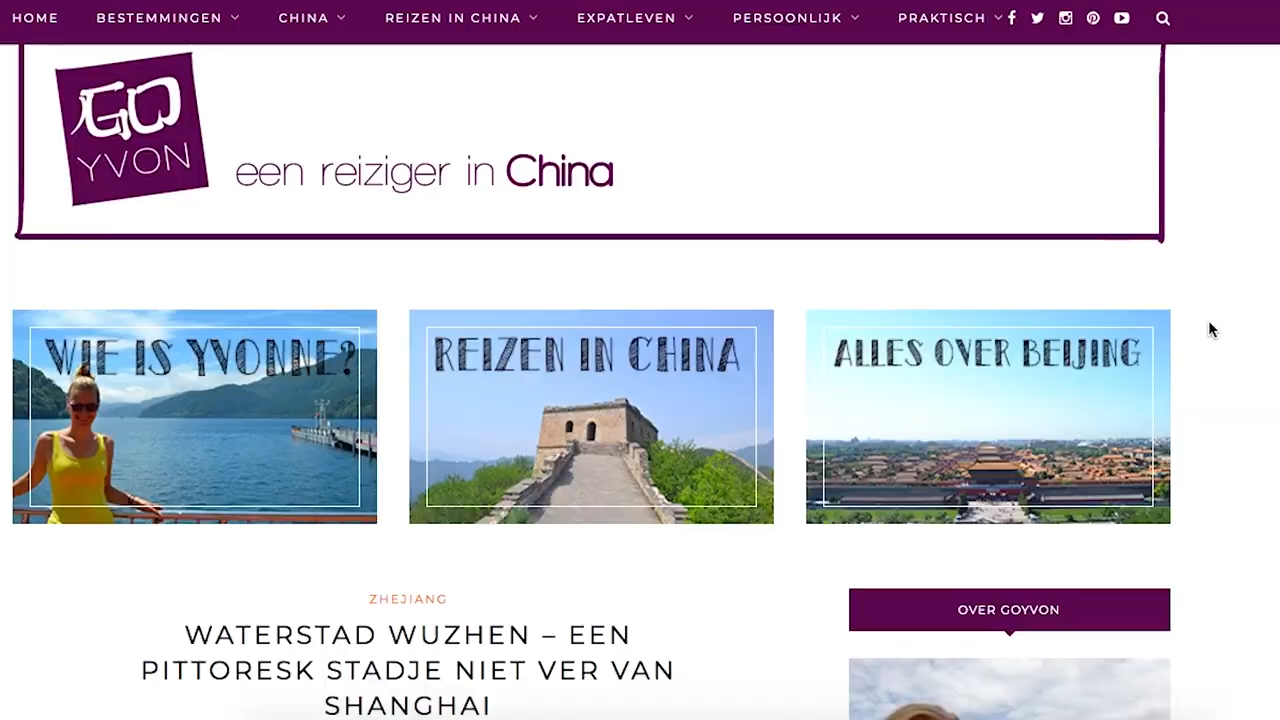 HOME BESTEMMINGEN CHINA REIZEN IN CHINA EXPATLEVEN PERSOONLIJK PRAKTISCH
GO
YVON
een reiziger in China
WIE IS YVONNE?
REIZEN IN CHINA
ALLES OVER BEIJING
ZHEJIANG
WATERSTAD WUZHEN – EEN
PITTORESK STADJE NIET VER VAN
SHANGHAI
OVER GOYVON